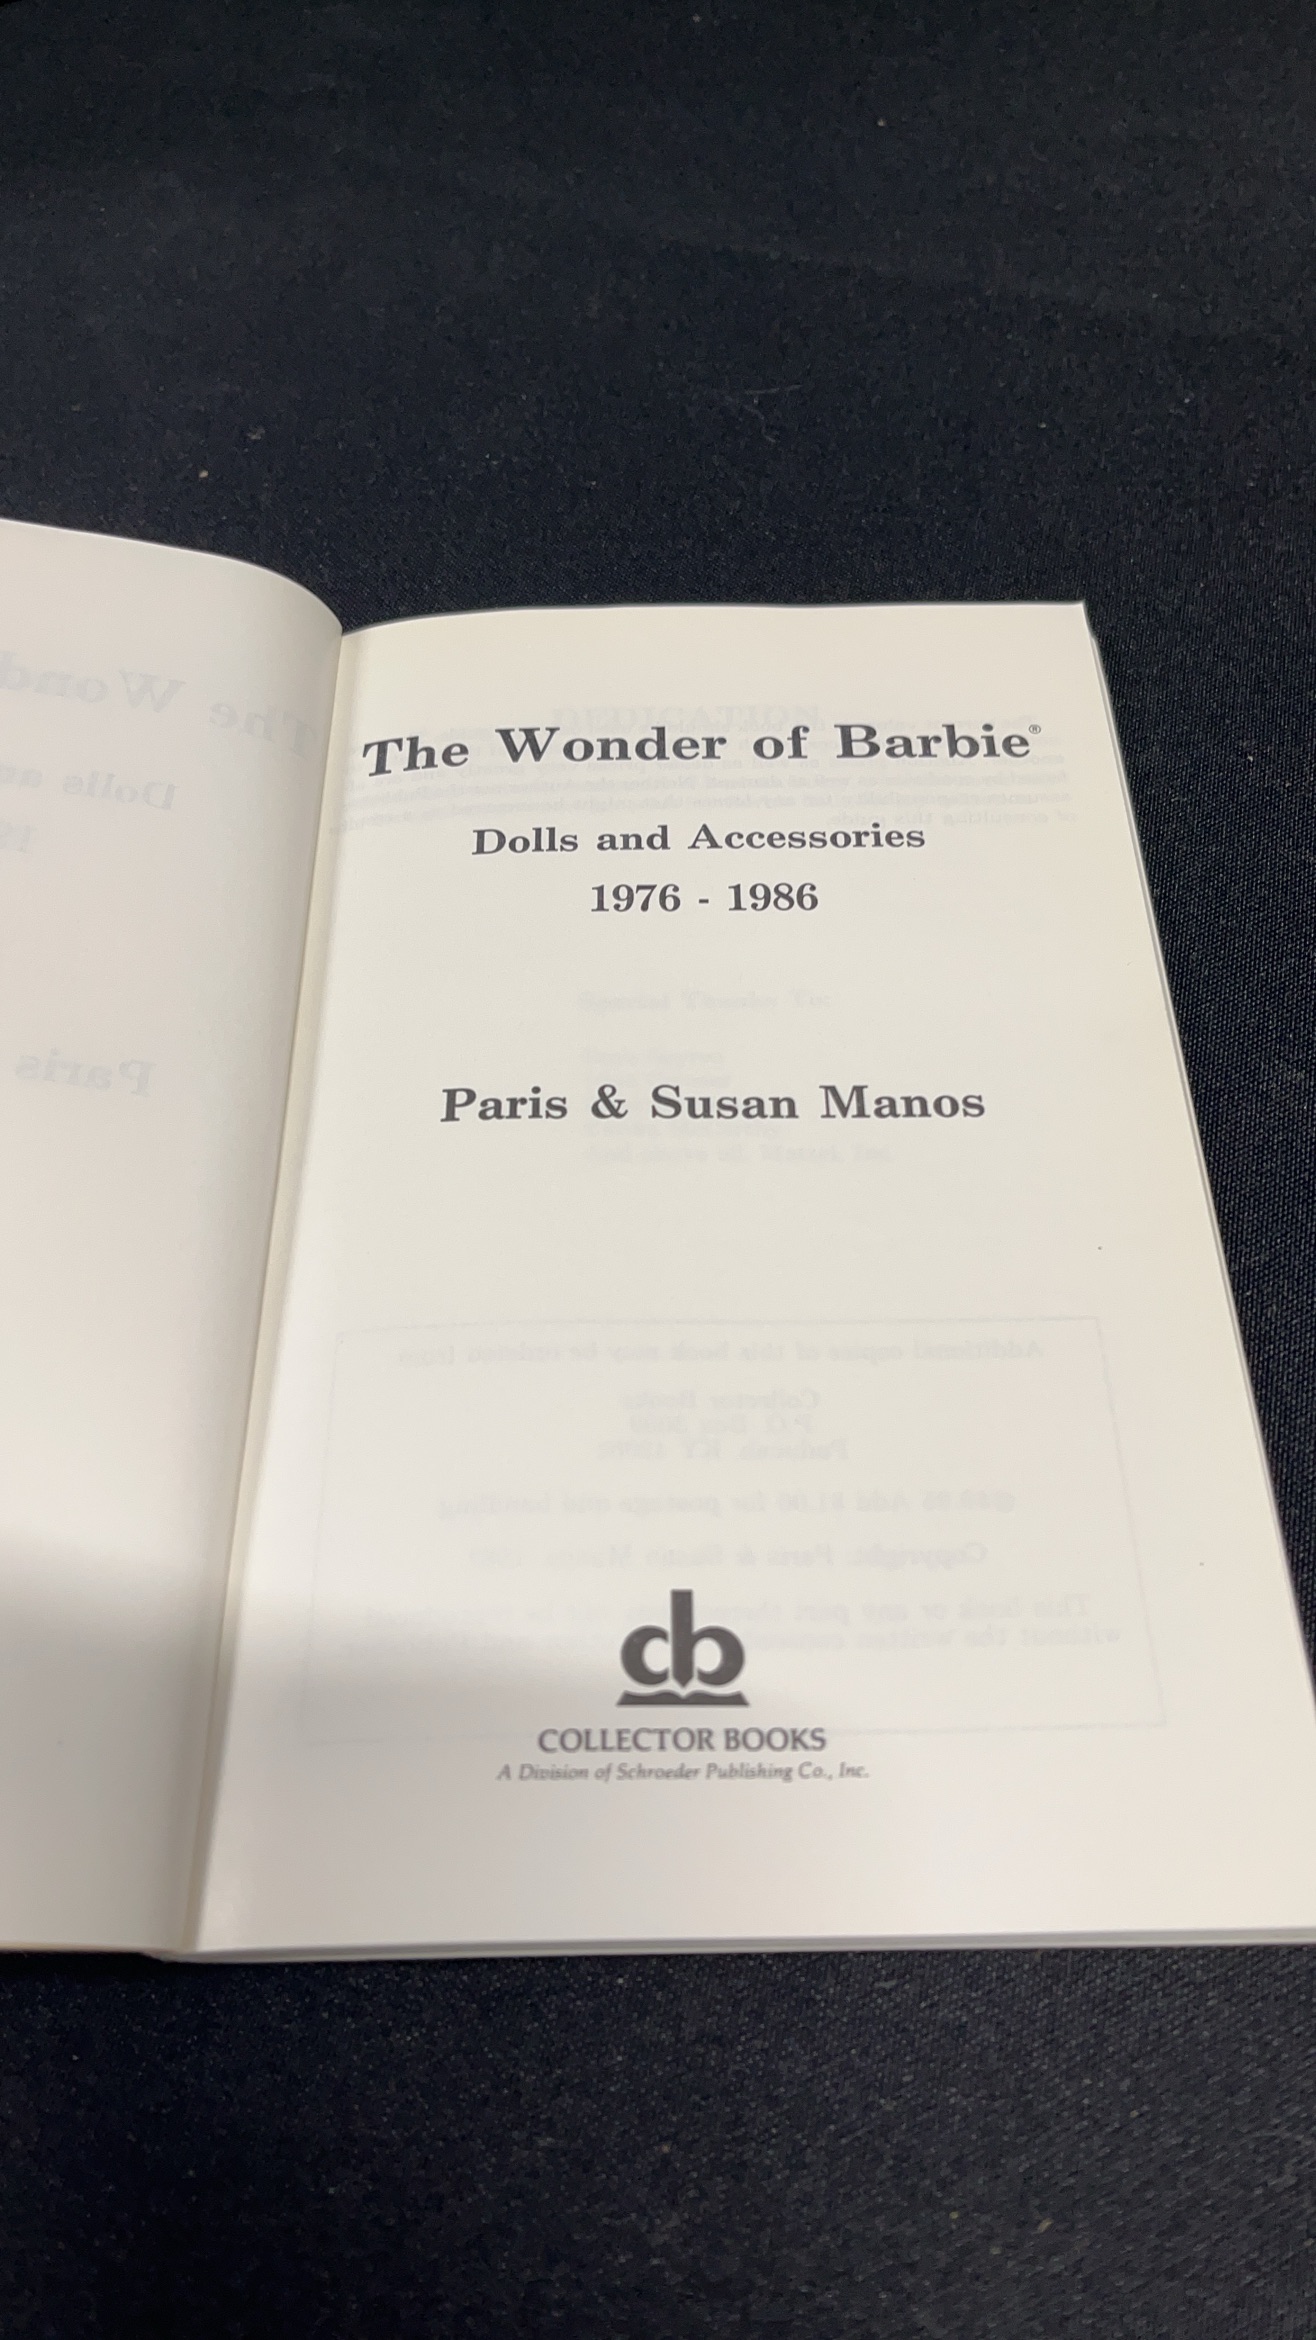 The Wonder of Barbie®
Dolls and Accessories
1976 - 1986
Paris & Susan Manos
cb
COLLECTOR BOOKS
A Division of Schroeder Publishing Co., Inc.